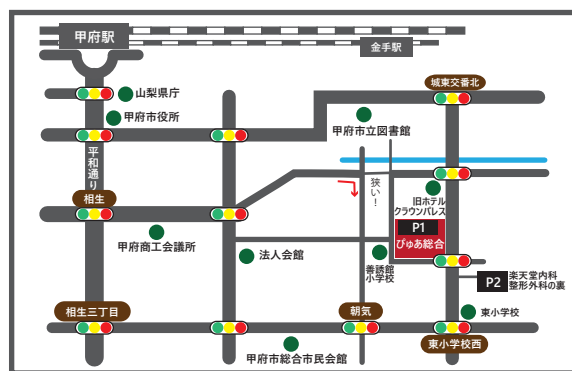 甲府駅
金手駅
城東交番北
山梨県庁
甲府市役所
甲府市立図書館
平和通り
狭い！
旧ホテル
クラウンパレス
相生
P1
ぴゅあ総合
甲府商工会議所
法人会館
善誘館
小学校
P2
楽天堂内科
整形外科の裏
相生三丁目
朝気
東小学校
東小学校西
甲府市総合市民会館